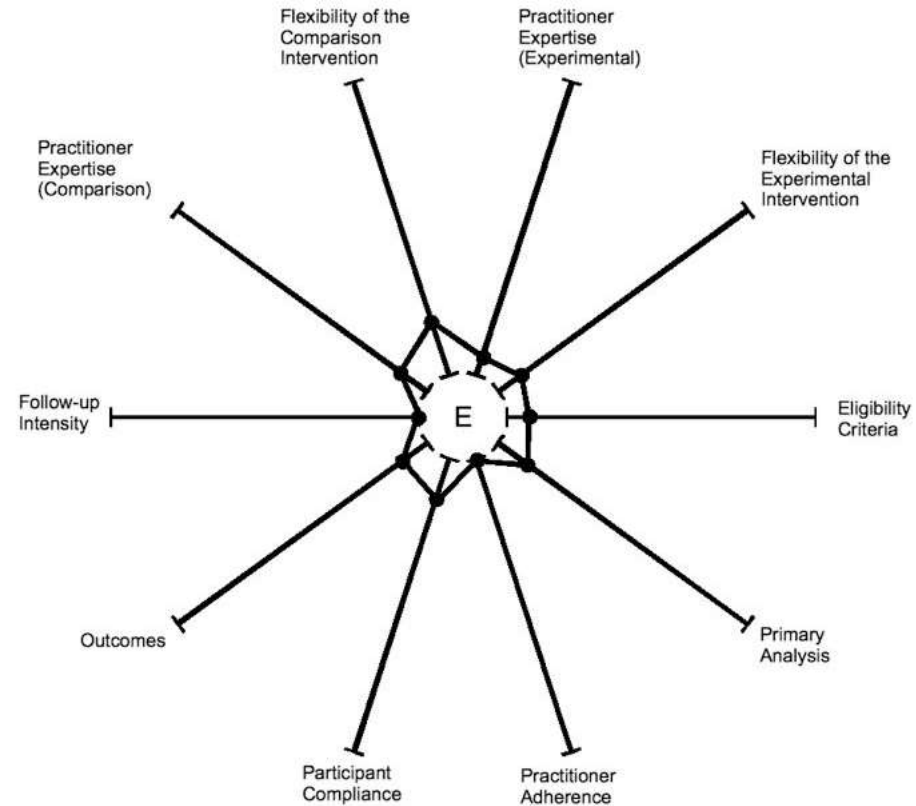 Flexibility of the
Comparison
Intervention
Practitioner
Expertise
(Experimental)
Practitioner
Expertise
(Comparison)
Flexibility of the
Experimental
Intervention
Follow-up
Intensity
E
Eligibility
Criteria
Outcomes
Primary
Analysis
Participant
Compliance
Practitioner
Adherence